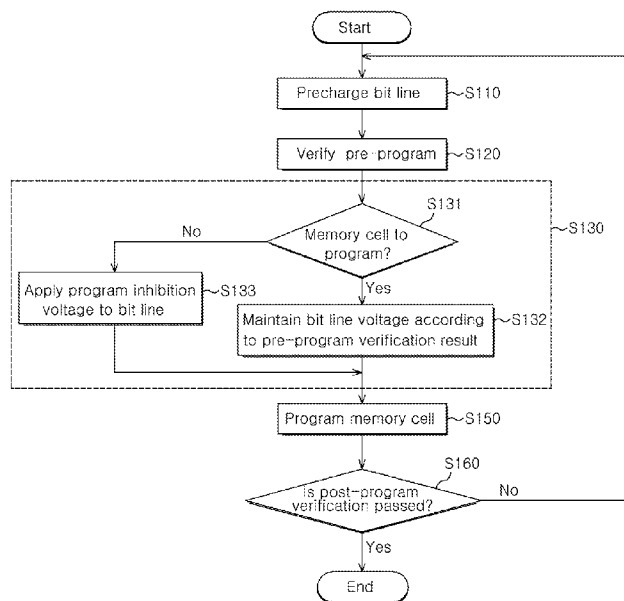 Start
Precharge bit line
S110
Verify pre-program
S120
S131
S130
Memory cell to
program?
No
Yes
Apply program inhibition
voltage to bit line
S133
Maintain bit line voltage according
to pre-program verification result
S132
Program memory cell
S150
S160
Is post-program
verification passed?
No
Yes
End